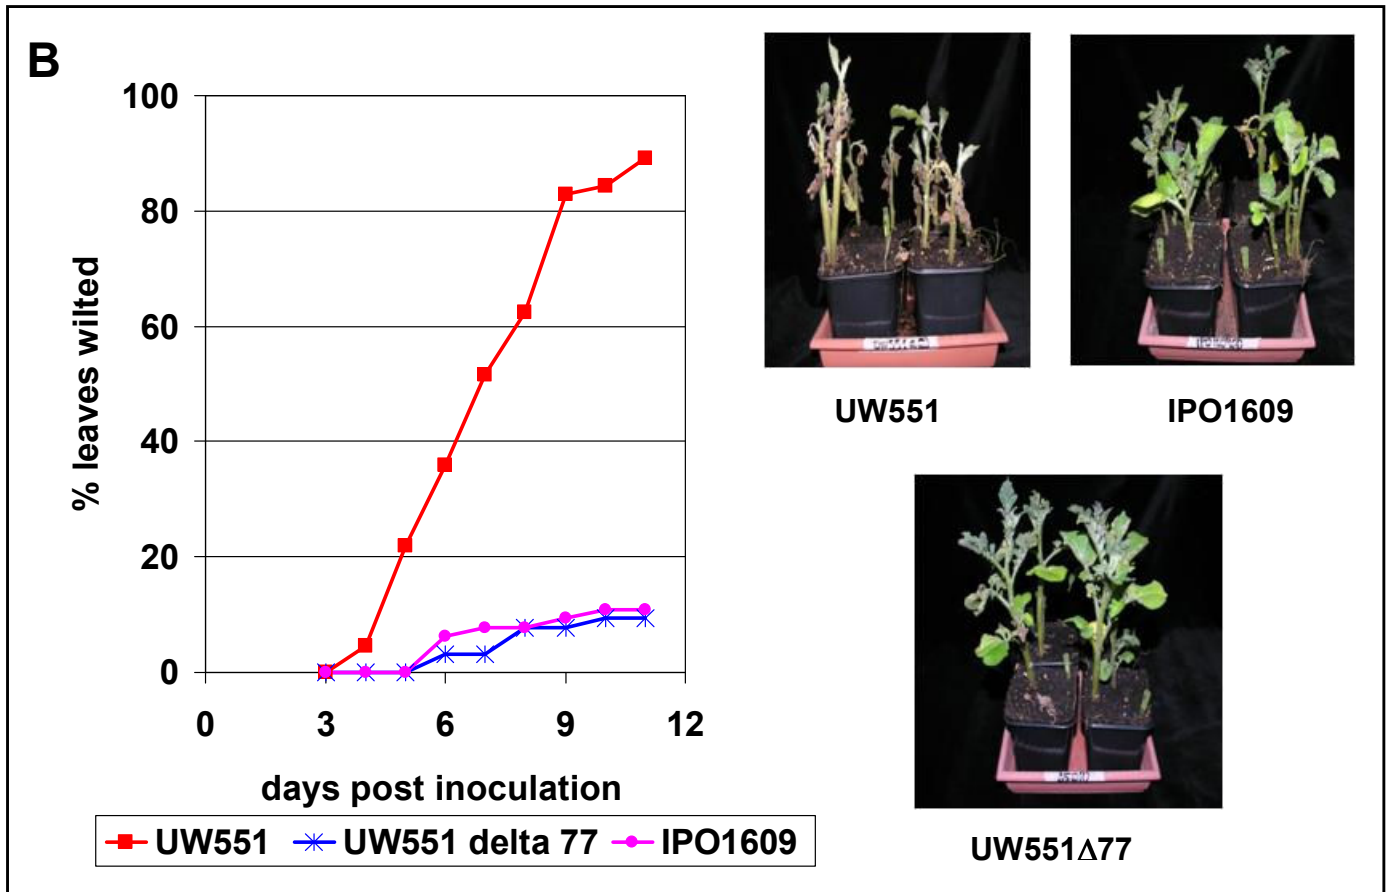 B
100
80
60
40
20
0
0 3 6 9 12
% leaves wilted
days post inoculation
UW551 UW551 delta 77 IPO1609
UW551
IPO1609
UW551Δ77